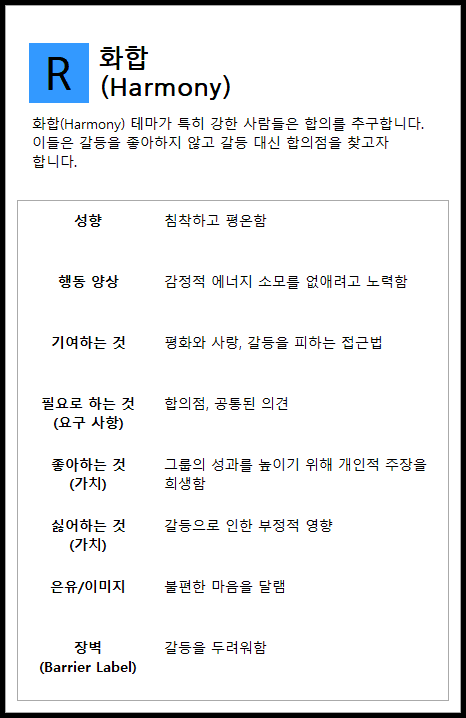 R
화합
(Harmony)
화합(Harmony) 테마가 특히 강한 사람들은 합의를 추구합니다.
이들은 갈등을 좋아하지 않고 갈등 대신 합의점을 찾고자
합니다.
성향 침착하고 평온함
행동 양상 감정적 에너지 소모를 없애려고 노력함
기여하는 것 평화와 사랑, 갈등을 피하는 접근법
필요로 하는 것 합의점, 공통된 의견
(요구 사항)
좋아하는 것 그룹의 성과를 높이기 위해 개인적 주장을
(가치) 희생함
싫어하는 것 갈등으로 인한 부정적 영향
(가치)
은유/이미지 불편한 마음을 달램
장벽 갈등을 두려워함
(Barrier Label)